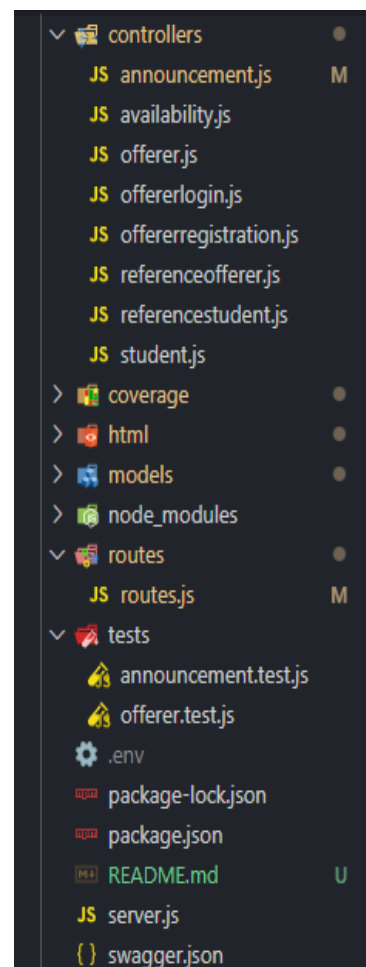 controllers
JS announcement.js M
JS availability.js
JS offerer.js
JS offererlogin.js
JS offererregistration.js
JS referenceofferer.js
JS referencestudent.js
JS student.js
coverage
html
models
node_modules
routes
JS routes.js M
tests
announcement.test.js
offerer.test.js
.env
npm package-lock.json
npm package.json
M↓ README.md U
JS server.js
{ } swagger.json